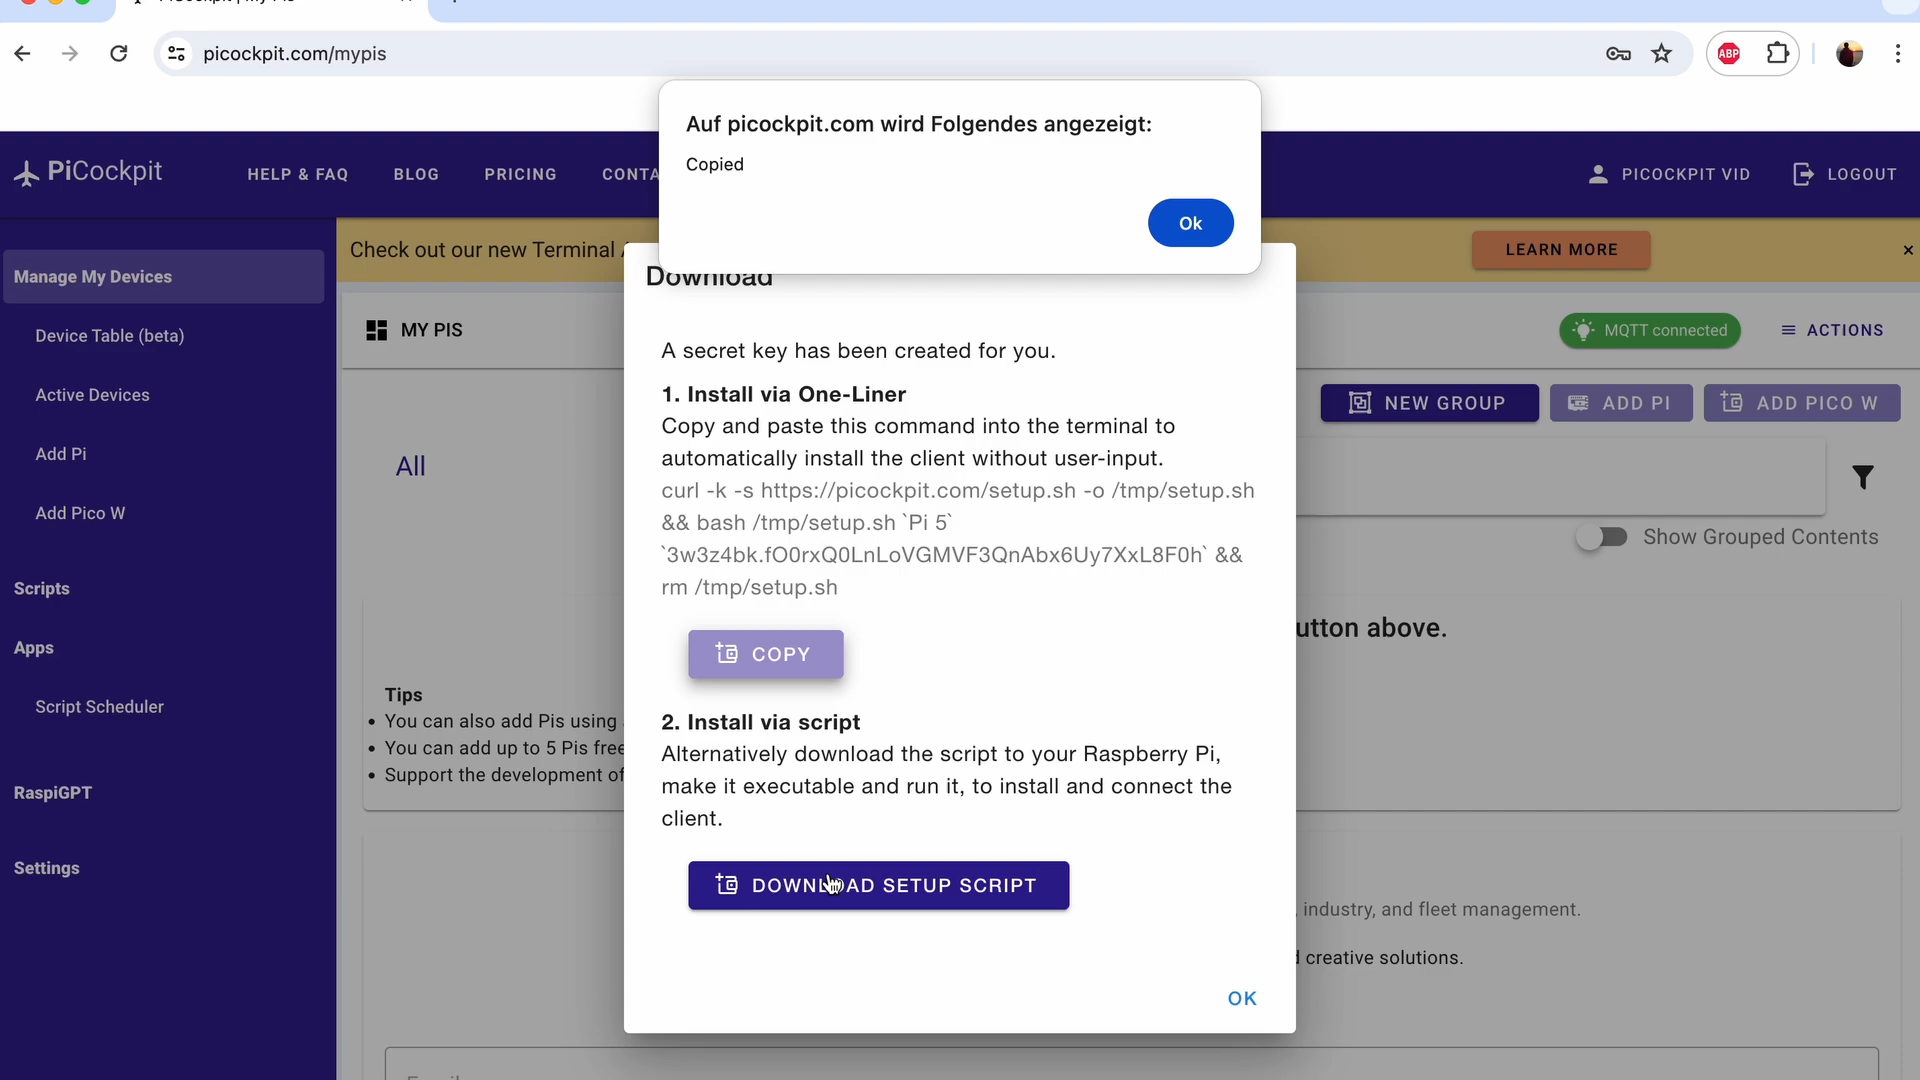 picockpit.com/mypis
ABP
Auf picockpit.com wird Folgendes angezeigt:
Copied
Ok
PiCockpit
HELP & FAQ
BLOG
PRICING
CONTA
PICOCKPIT VID
LOGOUT
Check out our new Terminal
LEARN MORE
×
Manage My Devices
Device Table (beta)
Active Devices
Add Pi
Add Pico W
Scripts
Apps
Script Scheduler
RaspiGPT
Settings
MY PIS
MQTT connected
ACTIONS
NEW GROUP
ADD PI
ADD PICO W
All
Show Grouped Contents
utton above.
Tips
• You can also add Pis using
• You can add up to 5 Pis free
• Support the development of
, industry, and fleet management.
d creative solutions.
Download
A secret key has been created for you.
1. Install via One-Liner
Copy and paste this command into the terminal to
automatically install the client without user-input.
curl -k -s https://picockpit.com/setup.sh -o /tmp/setup.sh
&& bash /tmp/setup.sh `Pi 5`
`3w3z4bk.fO0rxQ0LnLoVGMVF3QnAbx6Uy7XxL8F0h` &&
rm /tmp/setup.sh
COPY
2. Install via script
Alternatively download the script to your Raspberry Pi,
make it executable and run it, to install and connect the
client.
DOWNLOAD SETUP SCRIPT
OK